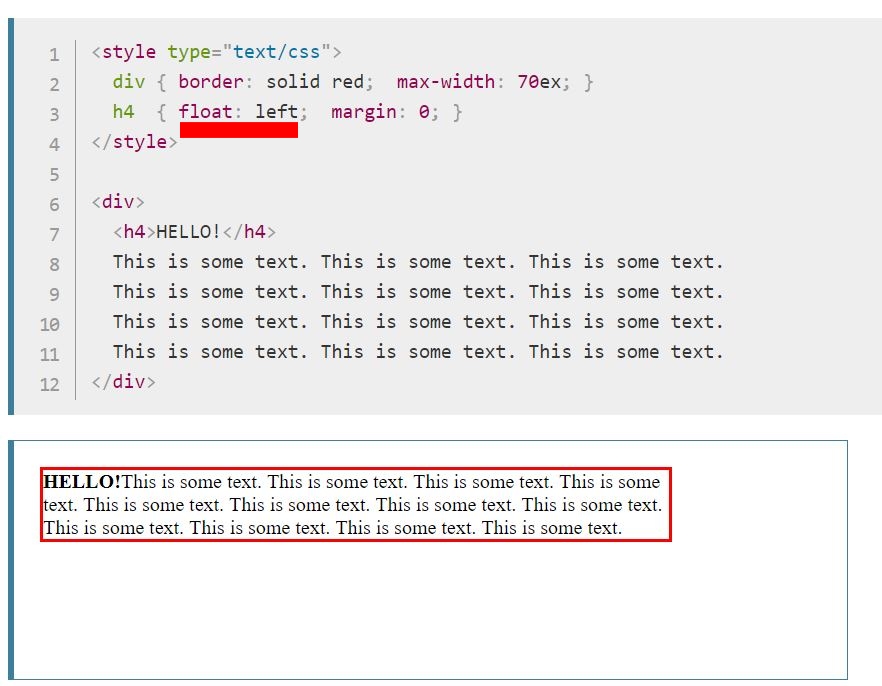 1 <style type="text/css">
2 div { border: solid red; max-width: 70ex; }
3 h4 { float: left; margin: 0; }
4 </style>
5
6 <div>
7 <h4>HELLO!</h4>
8 This is some text. This is some text. This is some text.
9 This is some text. This is some text. This is some text.
10 This is some text. This is some text. This is some text.
11 This is some text. This is some text. This is some text.
12 </div>
HELLO!This is some text. This is some text. This is some text. This is some
text. This is some text. This is some text. This is some text. This is some text.
This is some text. This is some text. This is some text. This is some text.